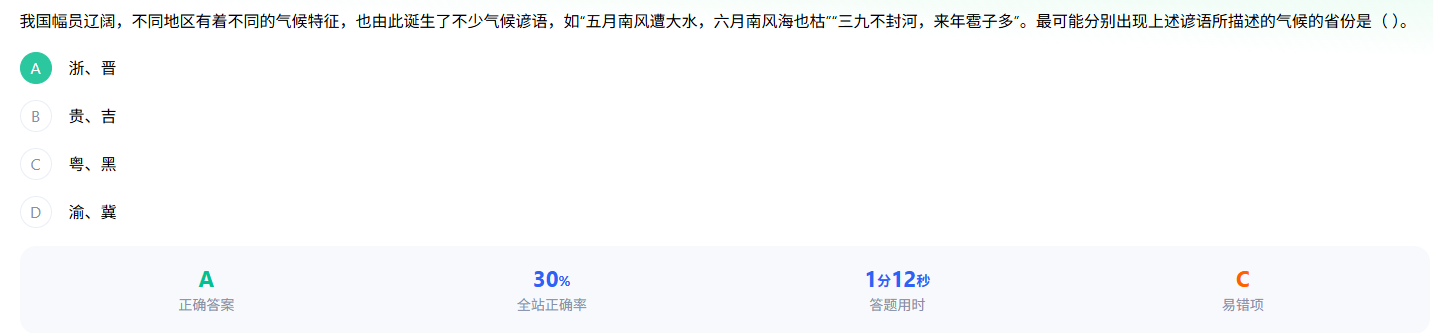 我国幅员辽阔，不同地区有着不同的气候特征，也由此诞生了不少气候谚语，如“五月南风遭大水，六月南风海也枯”“三九不封河，来年雹子多”。最可能分别出现上述谚语所描述的气候的省份是（ ）。
A 浙、晋
B 贵、吉
C 粤、黑
D 渝、冀
A 30% 1分12秒 C
正确答案 全站正确率 答题用时 易错项